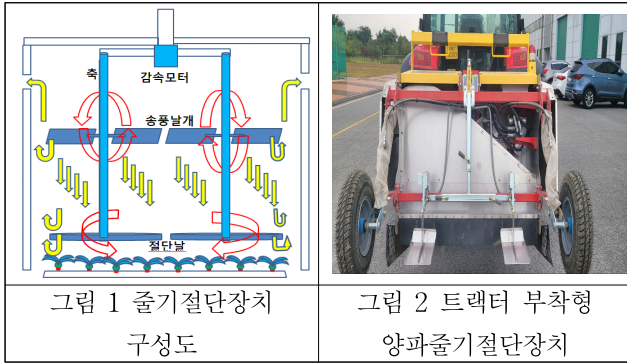 축
감속모터
송풍날개
절단날
그림 1 줄기절단장치
구성도
그림 2 트랙터 부착형
양파줄기절단장치